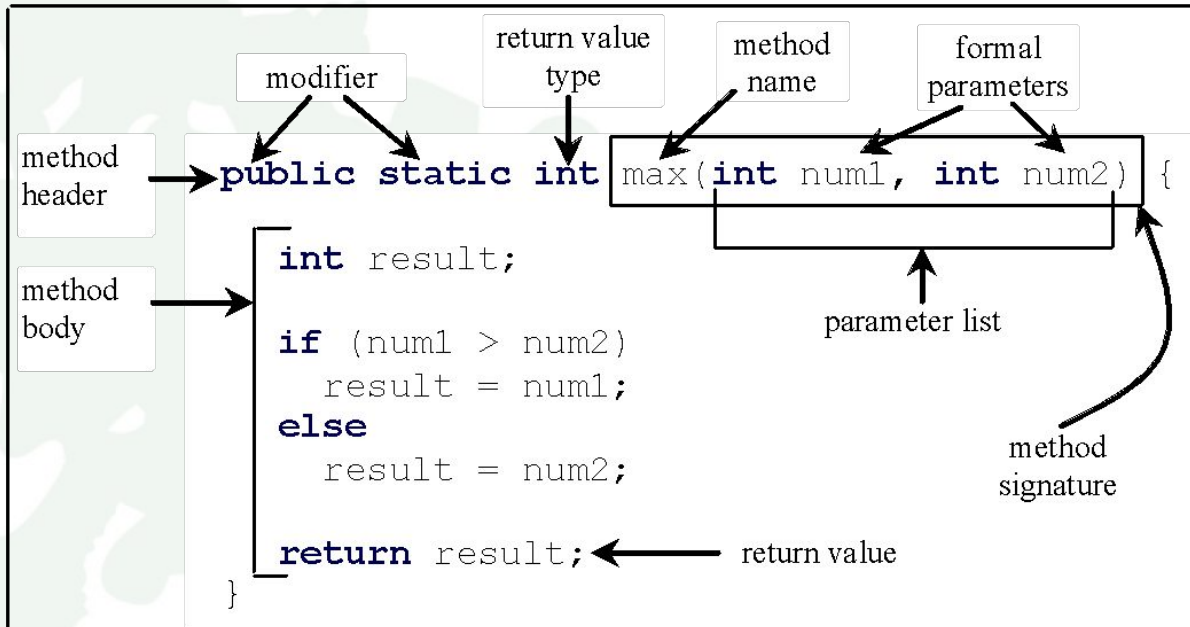 return value
type
method
name
formal
parameters
modifier
method
header
public static int max(int num1, int num2) {
method
body
int result;
parameter list
if (num1 > num2)
result = num1;
else
result = num2;
method
signature
return result;
return value
}